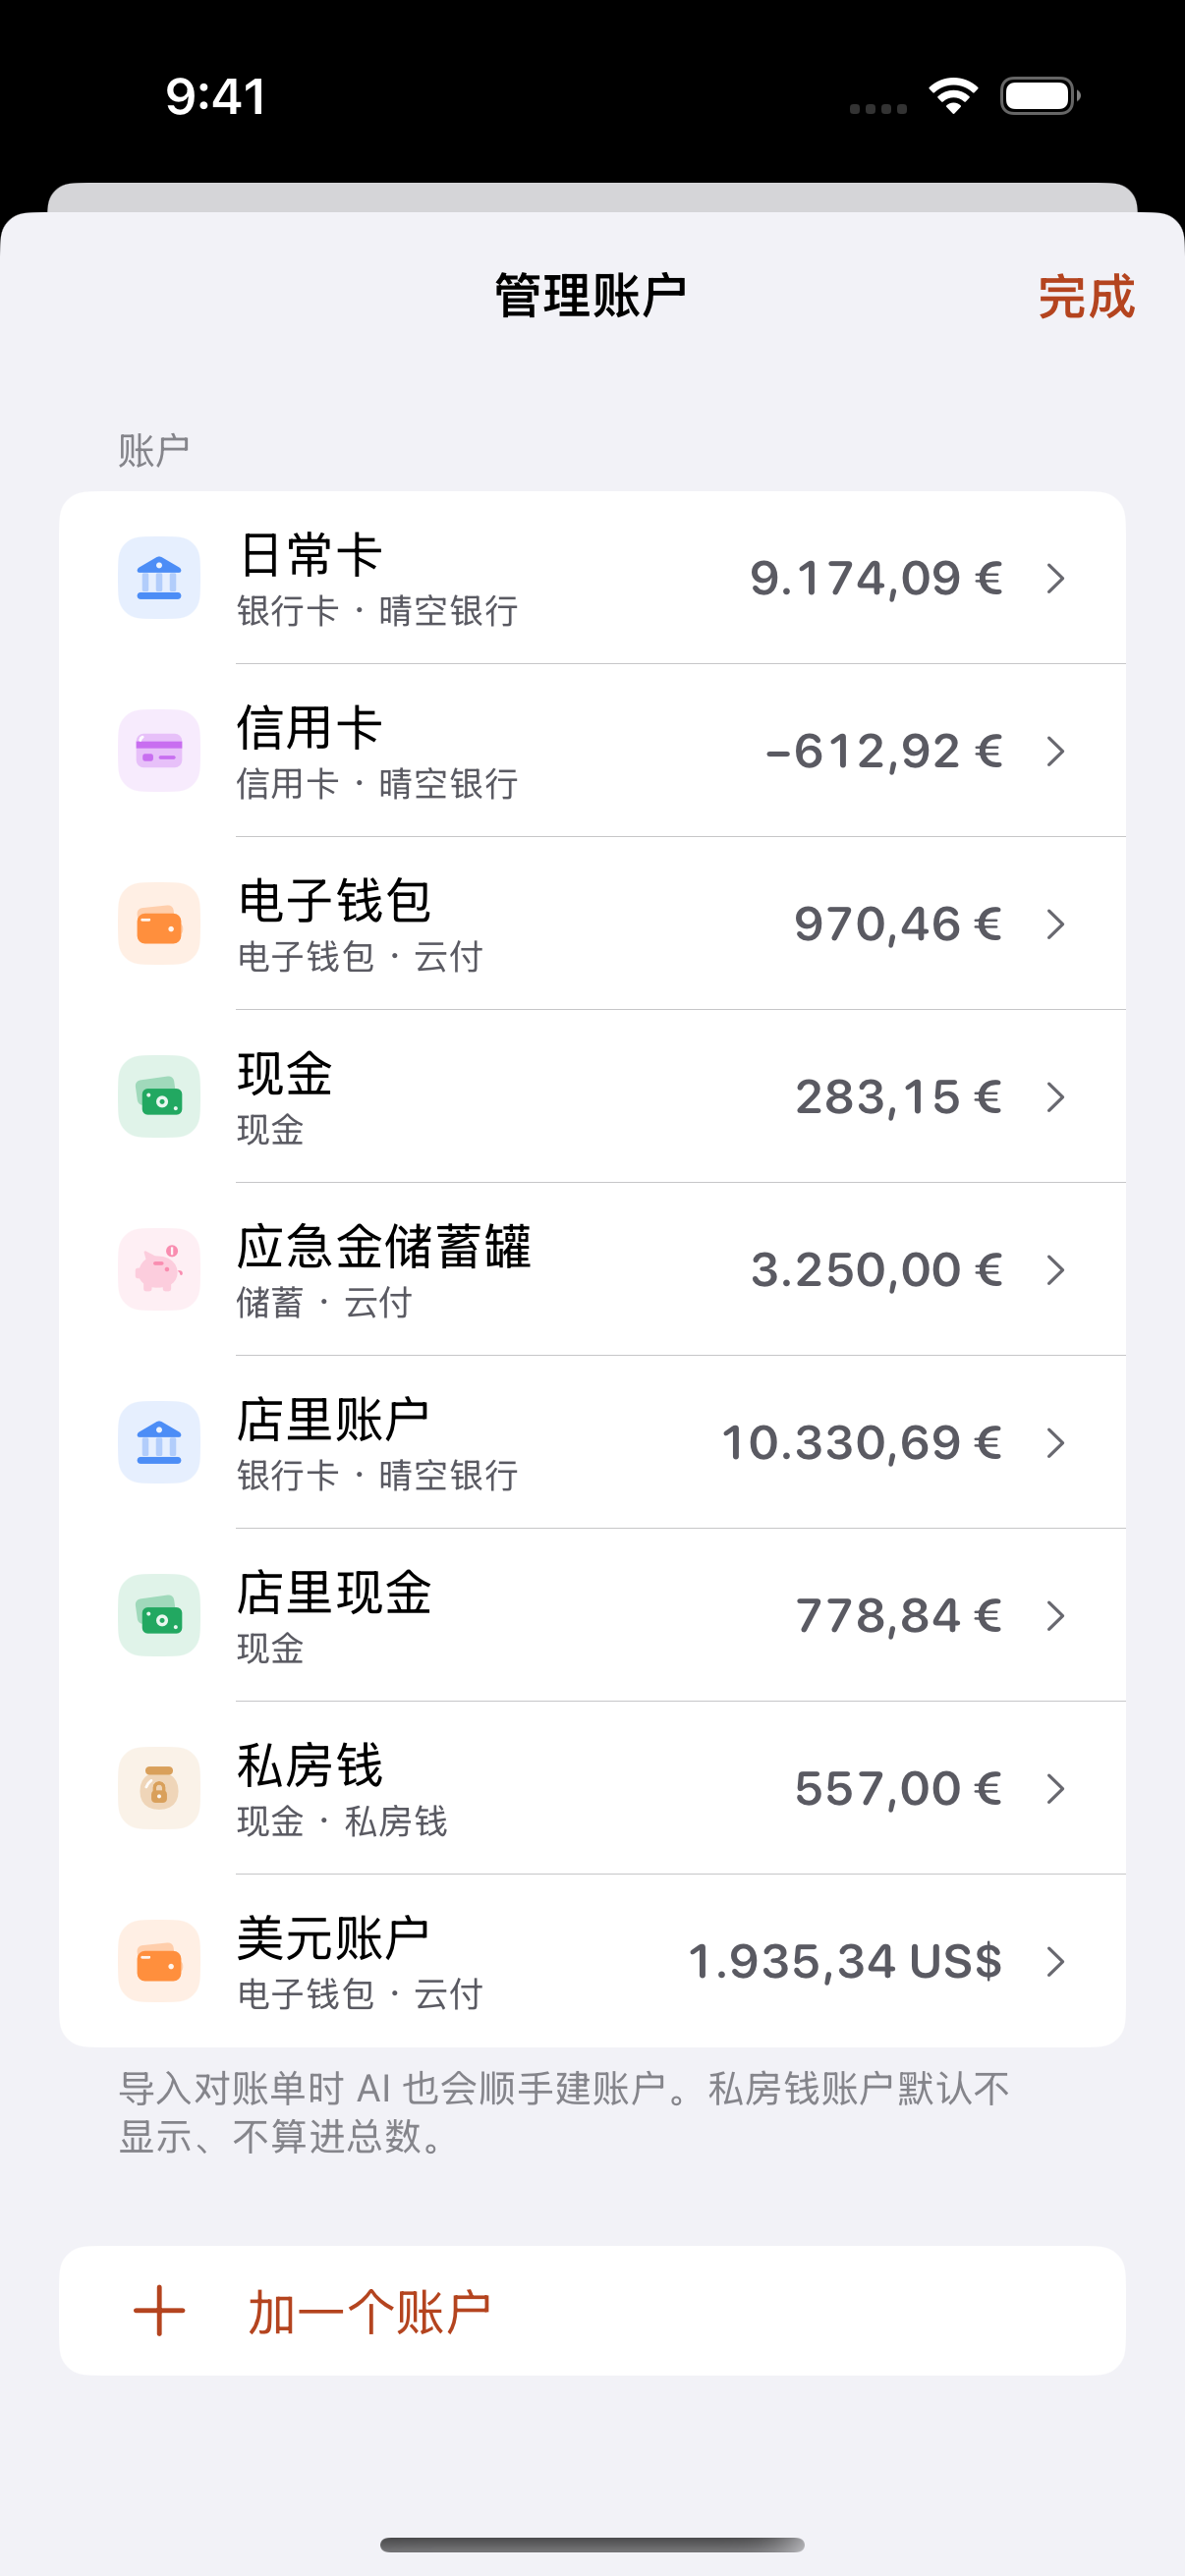 9:41
管理账户
完成
账户
日常卡
银行卡 · 晴空银行
9.174,09 €
信用卡
信用卡 · 晴空银行
−612,92 €
电子钱包
电子钱包 · 云付
970,46 €
现金
现金
283,15 €
应急金储蓄罐
储蓄 · 云付
3.250,00 €
店里账户
银行卡 · 晴空银行
10.330,69 €
店里现金
现金
778,84 €
私房钱
现金 · 私房钱
557,00 €
美元账户
电子钱包 · 云付
1.935,34 US$
导入对账单时 AI 也会顺手建账户。私房钱账户默认不
显示、不算进总数。
加一个账户